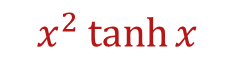 x² tanh x